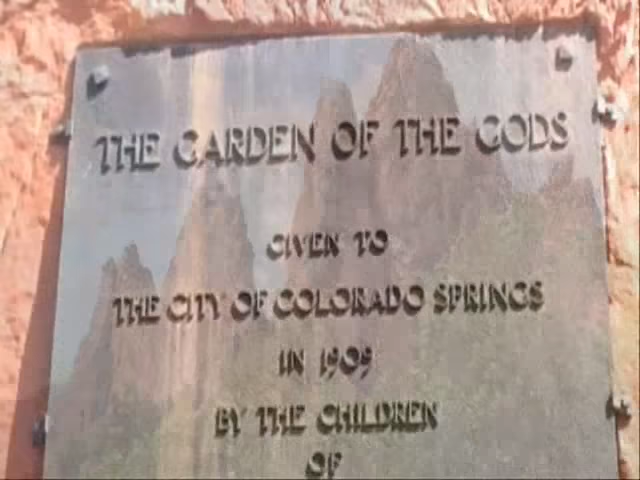 THE GARDEN OF THE GODS
GIVEN TO
THE CITY OF COLORADO SPRINGS
IN 1909
BY THE CHILDREN
OF